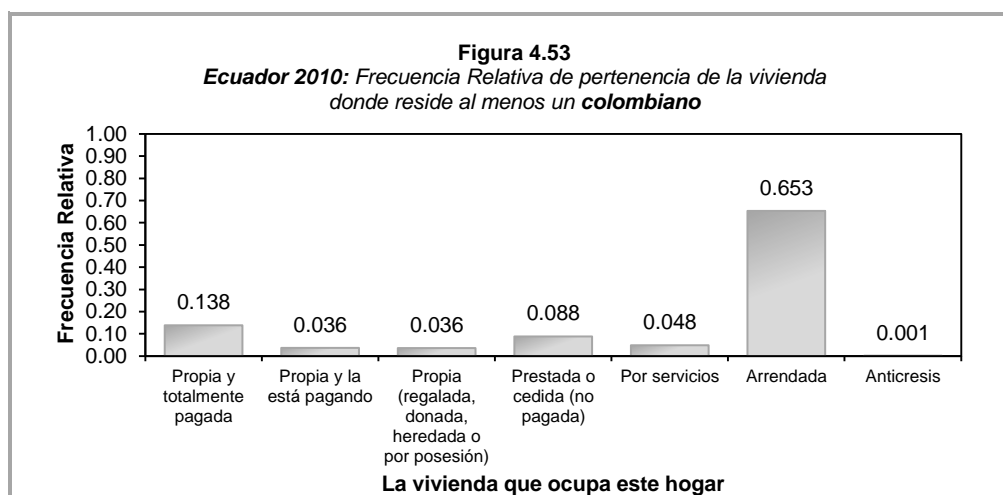 Figura 4.53
Ecuador 2010: Frecuencia Relativa de pertenencia de la vivienda
donde reside al menos un colombiano
Frecuencia Relativa
1.00
0.90
0.80
0.70
0.60
0.50
0.40
0.30
0.20
0.10
0.00
0.138
0.036
0.036
0.088
0.048
0.653
0.001
Propia y
totalmente
pagada
Propia y la
está pagando
Propia
(regalada,
donada,
heredada o
por posesión)
Prestada o
cedida (no
pagada)
Por servicios
Arrendada
Anticresis
La vivienda que ocupa este hogar